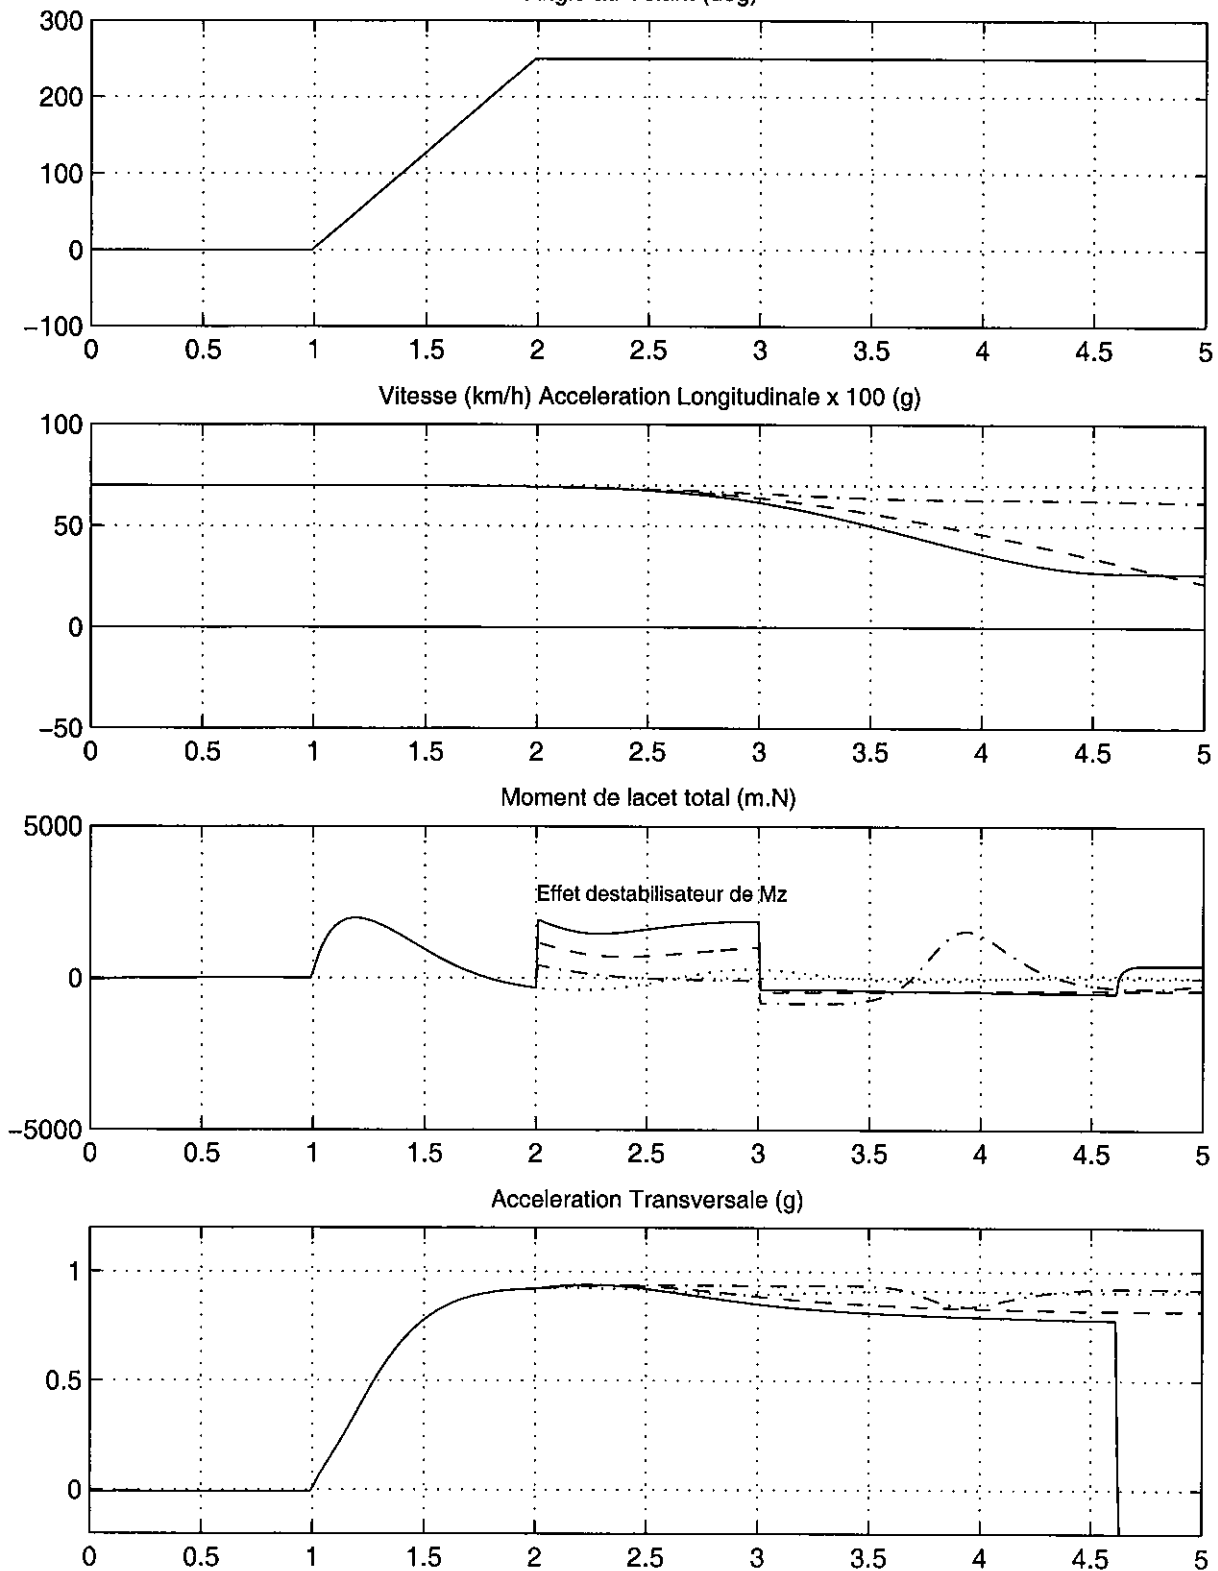 300
200
100
0
−100
0 0.5 1 1.5 2 2.5 3 3.5 4 4.5 5
Vitesse (km/h) Acceleration Longitudinale x 100 (g)
100
50
0
−50
0 0.5 1 1.5 2 2.5 3 3.5 4 4.5 5
Moment de lacet total (m.N)
5000
Effet destabilisateur de Mz
0
−5000
0 0.5 1 1.5 2 2.5 3 3.5 4 4.5 5
Acceleration Transversale (g)
1
0.5
0
0 0.5 1 1.5 2 2.5 3 3.5 4 4.5 5